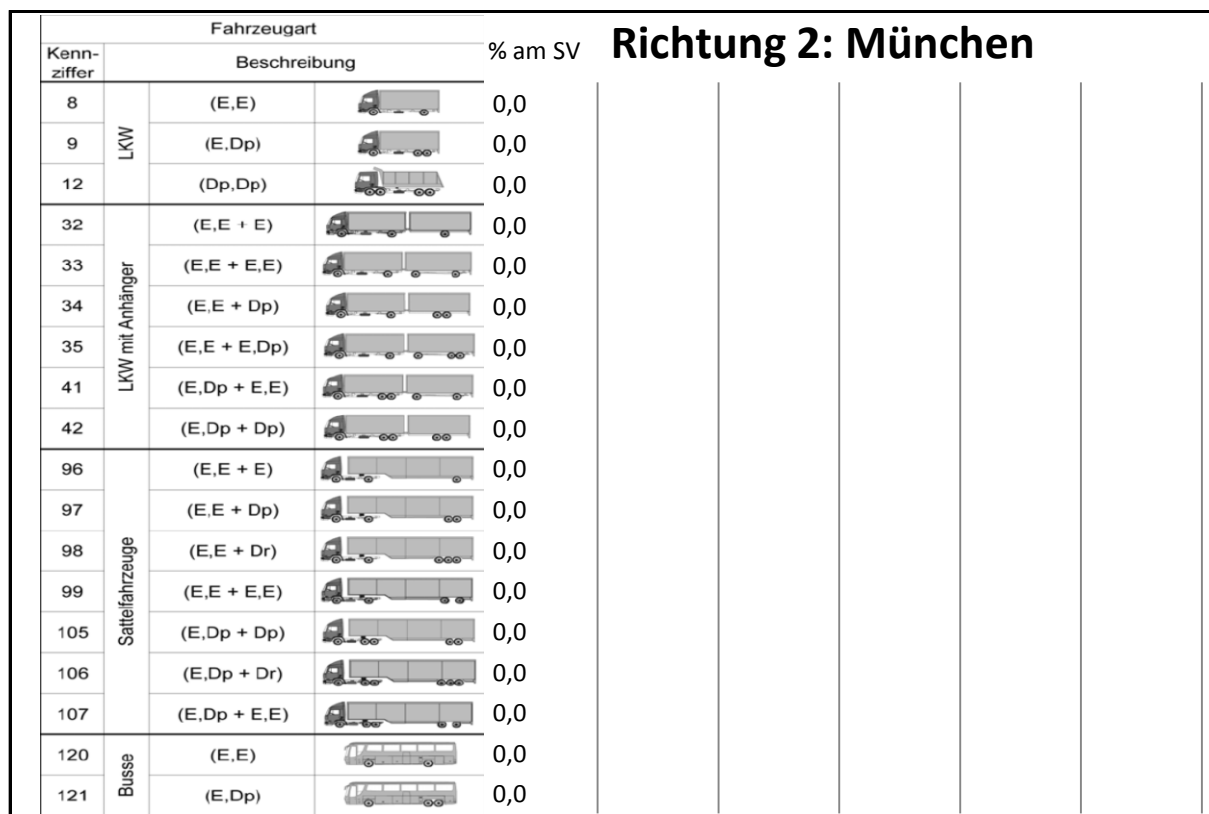 Fahrzeugart
% am SV
Richtung 2: München
Kenn-
ziffer
Beschreibung
LKW
8 (E,E) 0,0
9 (E,Dp) 0,0
12 (Dp,Dp) 0,0
LKW mit Anhänger
32 (E,E + E) 0,0
33 (E,E + E,E) 0,0
34 (E,E + Dp) 0,0
35 (E,E + E,Dp) 0,0
41 (E,Dp + E,E) 0,0
42 (E,Dp + Dp) 0,0
Sattelfahrzeuge
96 (E,E + E) 0,0
97 (E,E + Dp) 0,0
98 (E,E + Dr) 0,0
99 (E,E + E,E) 0,0
105 (E,Dp + Dp) 0,0
106 (E,Dp + Dr) 0,0
107 (E,Dp + E,E) 0,0
Busse
120 (E,E) 0,0
121 (E,Dp) 0,0